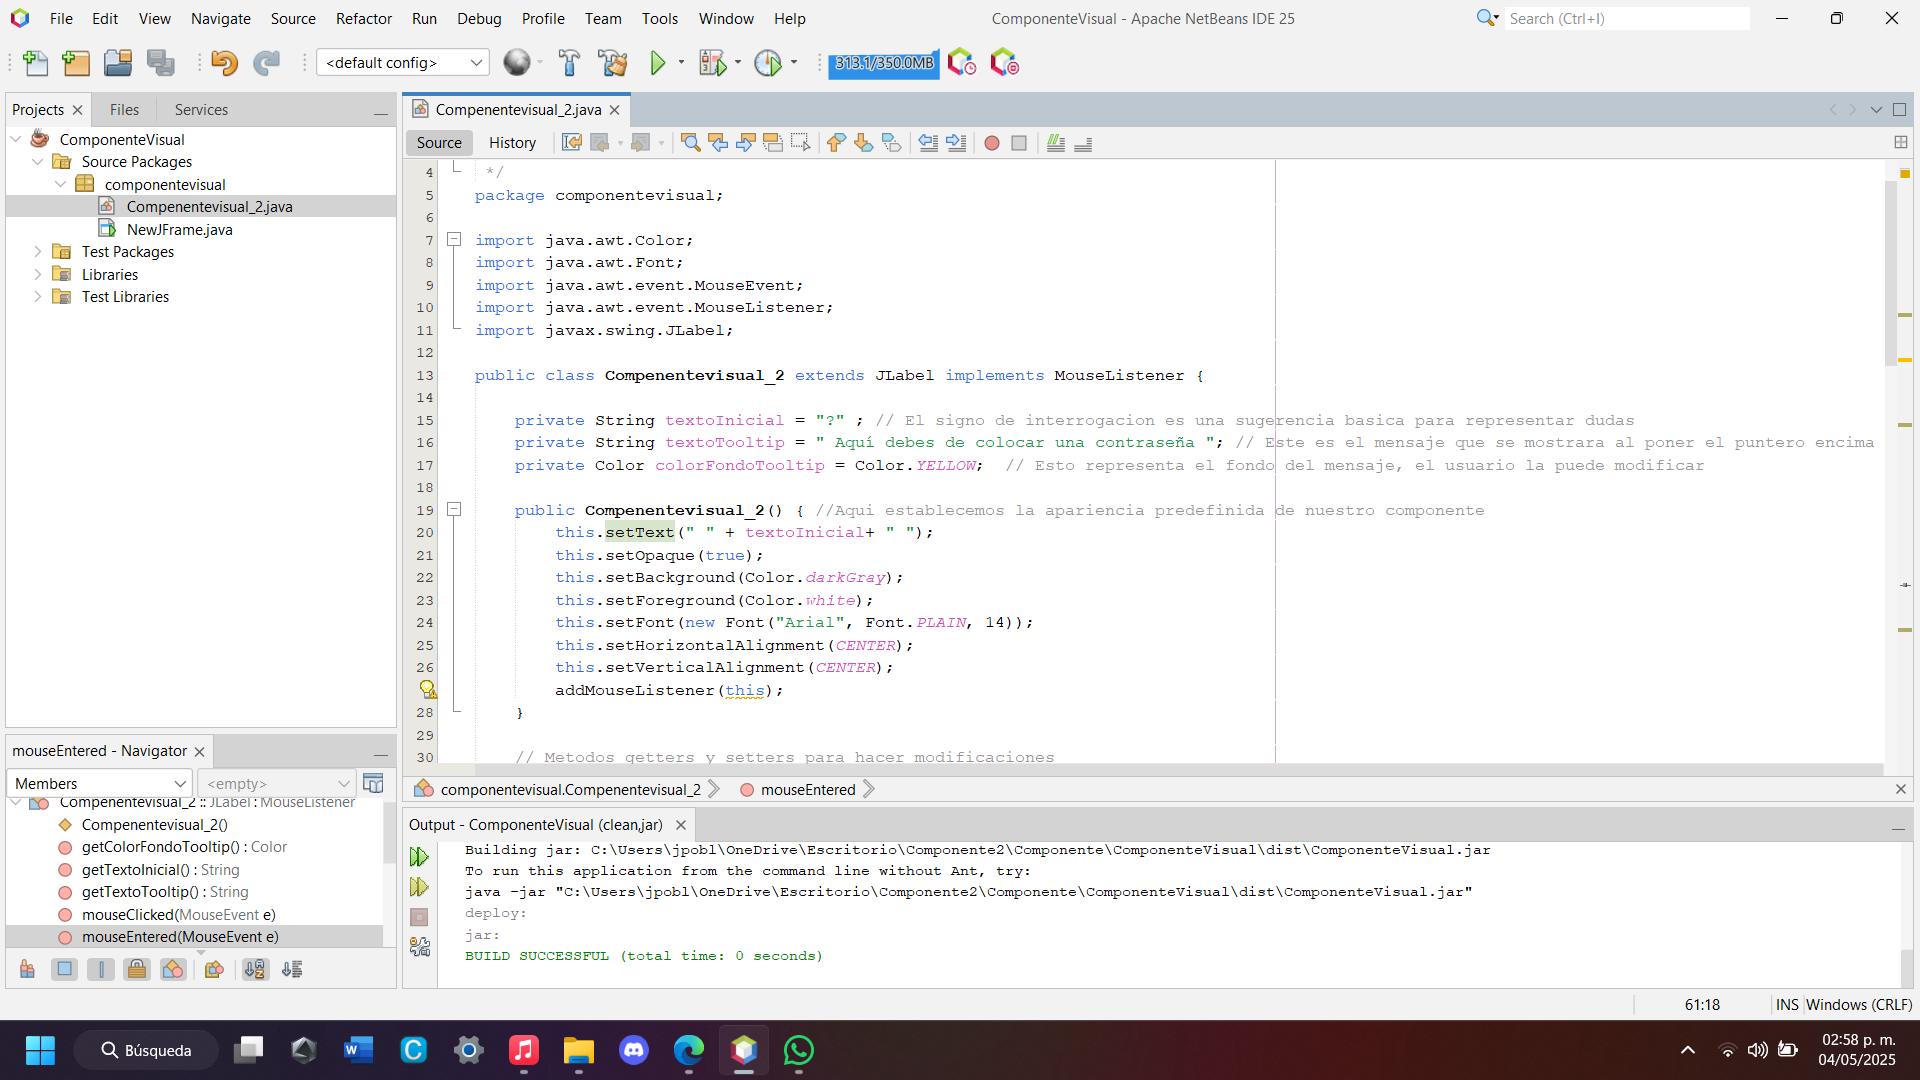 File Edit View Navigate Source Refactor Run Debug Profile Team Tools Window Help
ComponenteVisual - Apache NetBeans IDE 25
Search (Ctrl+I)
<default config>
313.1/350.0MB
Projects
Files
Services
ComponenteVisual
Source Packages
componentevisual
Compenentevisual_2.java
NewJFrame.java
Test Packages
Libraries
Test Libraries
Compenentevisual_2.java
Source
History
4 */
5 package componentevisual;
6
7 import java.awt.Color;
8 import java.awt.Font;
9 import java.awt.event.MouseEvent;
10 import java.awt.event.MouseListener;
11 import javax.swing.JLabel;
12
13 public class Compenentevisual_2 extends JLabel implements MouseListener {
14
15 private String textoInicial = "?" ; // El signo de interrogacion es una sugerencia basica para representar dudas
16 private String textoTooltip = " Aquí debes de colocar una contraseña "; // Este es el mensaje que se mostrara al poner el puntero encima
17 private Color colorFondoTooltip = Color.YELLOW; // Esto representa el fondo del mensaje, el usuario la puede modificar
18
19 public Compenentevisual_2() { //Aqui establecemos la apariencia predefinida de nuestro componente
20 this.setText(" " + textoInicial+ " ");
21 this.setOpaque(true);
22 this.setBackground(Color.darkGray);
23 this.setForeground(Color.white);
24 this.setFont(new Font("Arial", Font.PLAIN, 14));
25 this.setHorizontalAlignment(CENTER);
26 this.setVerticalAlignment(CENTER);
addMouseListener(this);
28 }
29
30 // Metodos getters y setters para hacer modificaciones
componentevisual.Compenentevisual_2
mouseEntered
mouseEntered - Navigator
Members
<empty>
Compenentevisual_2 :: JLabel : MouseListener
Compenentevisual_2()
getColorFondoTooltip() : Color
getTextoInicial() : String
getTextoTooltip() : String
mouseClicked(MouseEvent e)
mouseEntered(MouseEvent e)
Output - ComponenteVisual (clean,jar)
Building jar: C:\Users\jpobl\OneDrive\Escritorio\Componente2\Componente\ComponenteVisual\dist\ComponenteVisual.jar
To run this application from the command line without Ant, try:
java -jar "C:\Users\jpobl\OneDrive\Escritorio\Componente2\Componente\ComponenteVisual\dist\ComponenteVisual.jar"
deploy:
jar:
BUILD SUCCESSFUL (total time: 0 seconds)
61:18
INS
Windows (CRLF)
Búsqueda
02:58 p. m.
04/05/2025